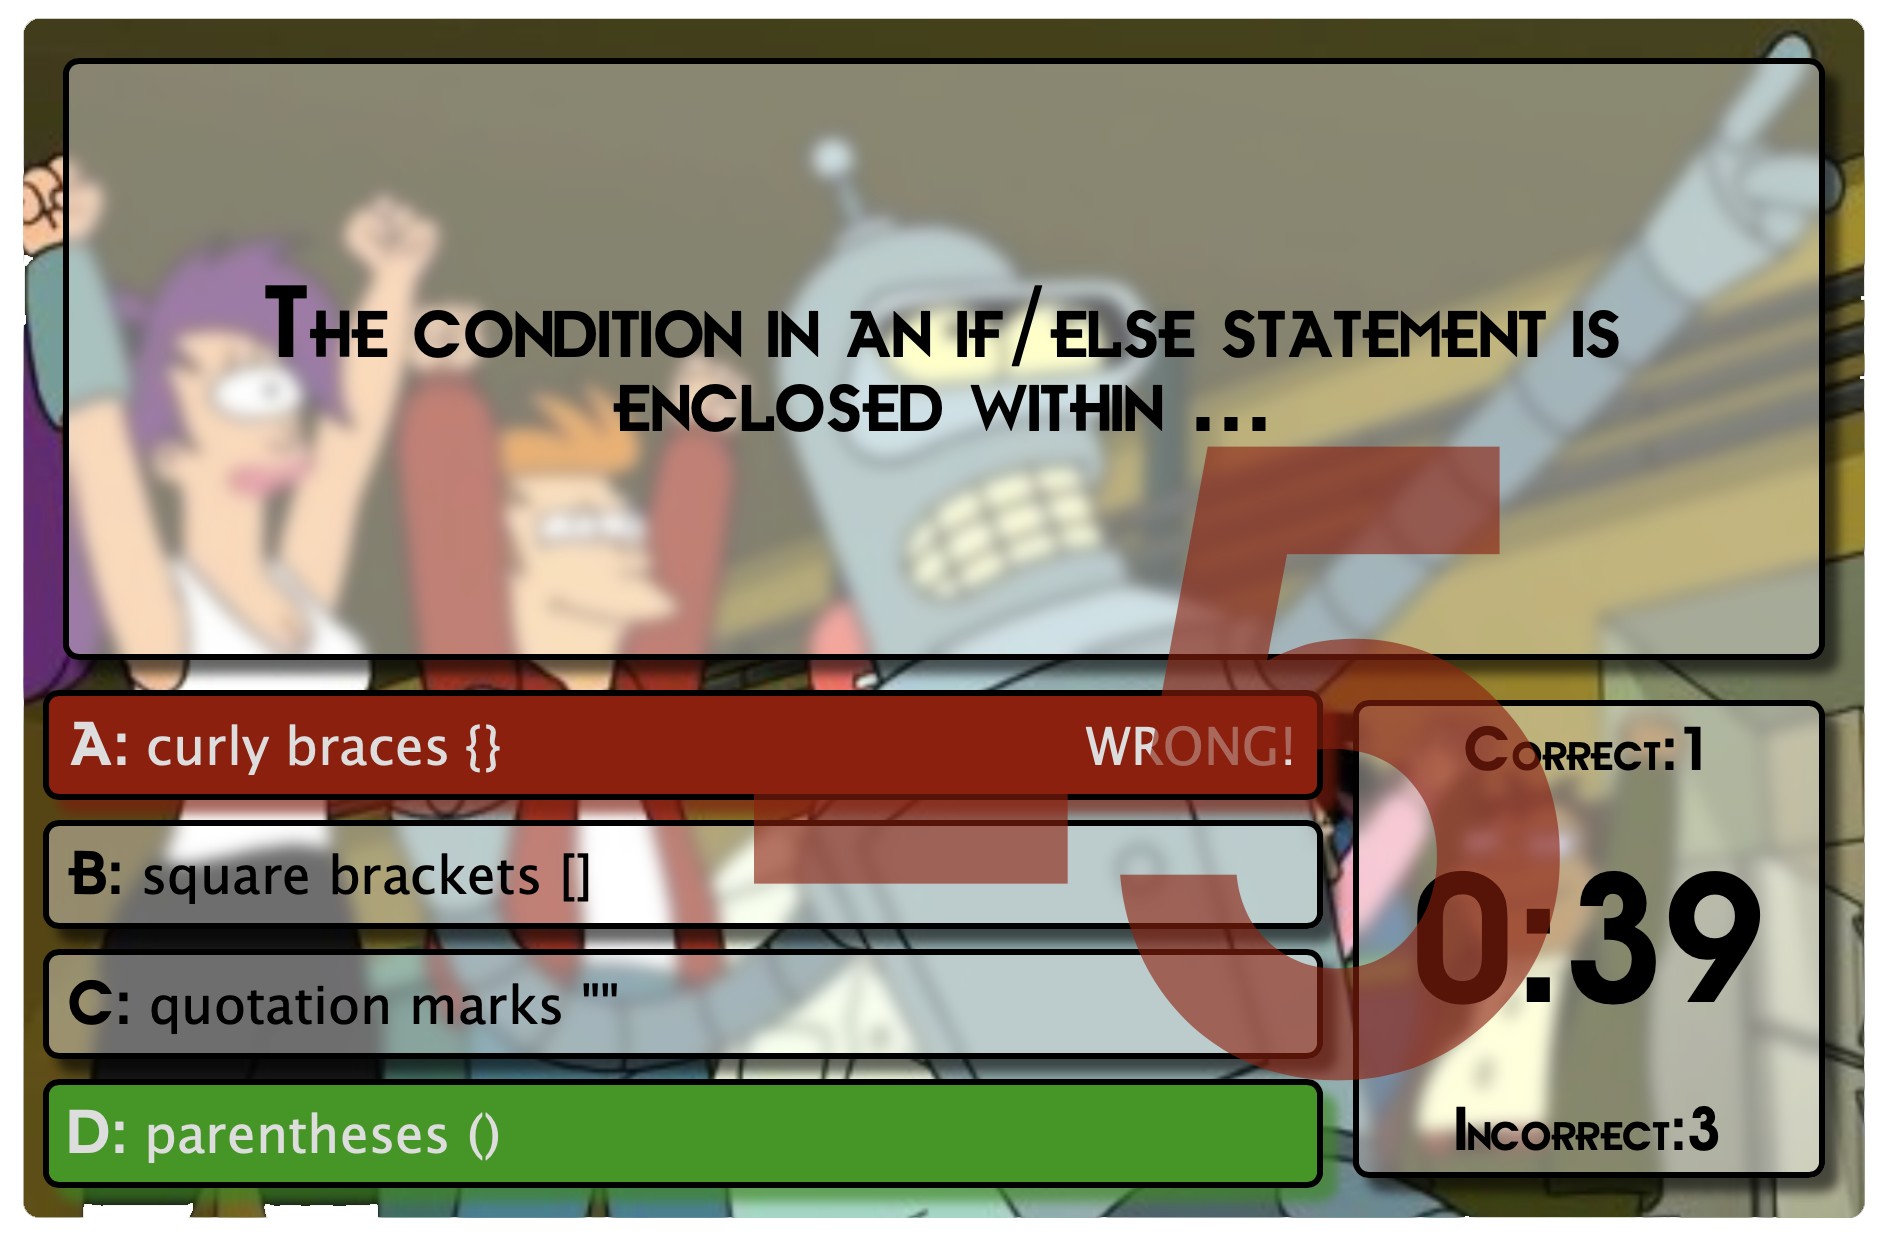 The condition in an if/else statement is
enclosed within ...
A: curly braces {} WRONG!
B: square brackets []
C: quotation marks ""
D: parentheses ()
Correct:1
0:39
Incorrect:3
-5